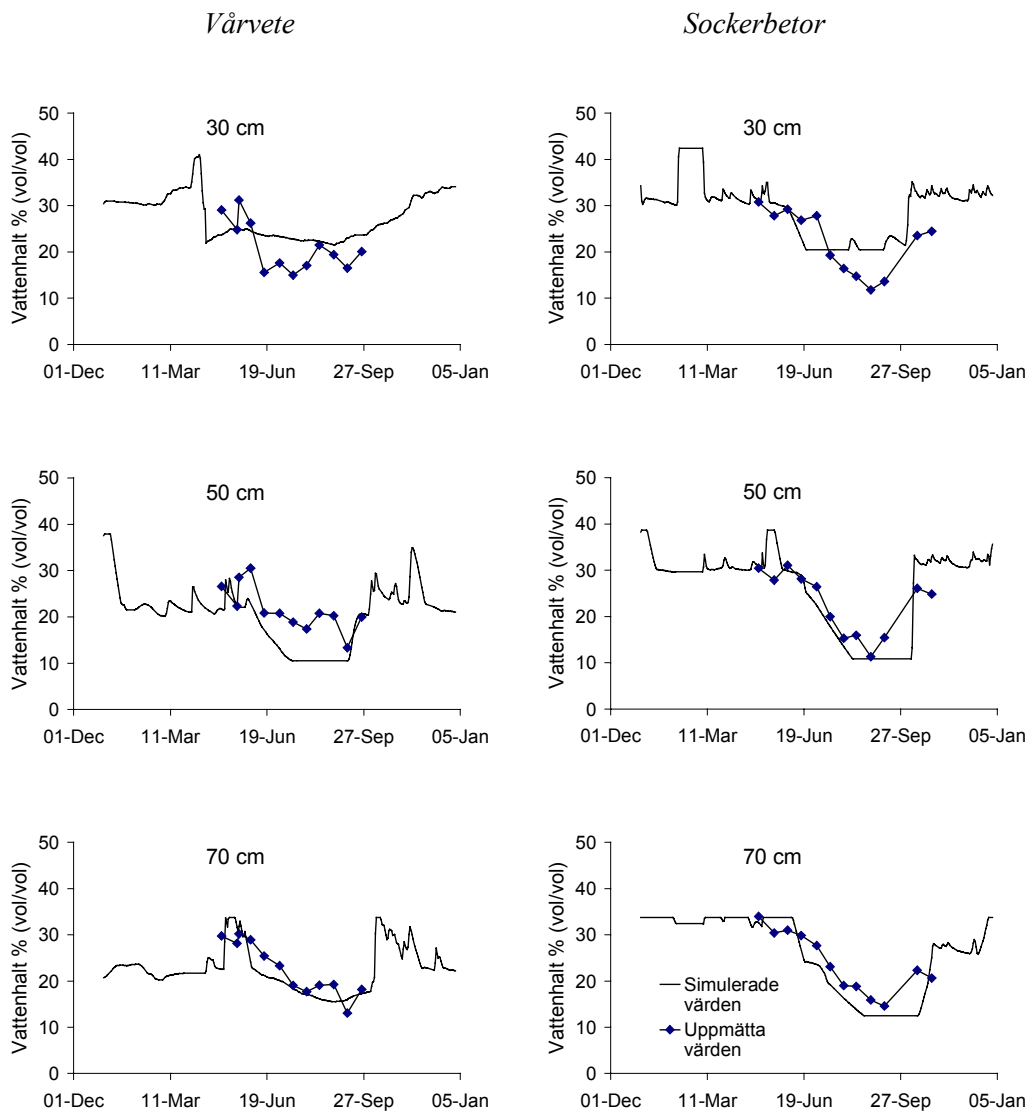 Vårvete
Sockerbetor
Vattenhalt % (vol/vol)
50
40
30
20
10
0
30 cm
01-Dec 11-Mar 19-Jun 27-Sep 05-Jan
Vattenhalt % (vol/vol)
50
40
30
20
10
0
30 cm
01-Dec 11-Mar 19-Jun 27-Sep 05-Jan
Vattenhalt % (vol/vol)
50
40
30
20
10
0
50 cm
01-Dec 11-Mar 19-Jun 27-Sep 05-Jan
Vattenhalt % (vol/vol)
50
40
30
20
10
0
50 cm
01-Dec 11-Mar 19-Jun 27-Sep 05-Jan
Vattenhalt % (vol/vol)
50
40
30
20
10
0
70 cm
01-Dec 11-Mar 19-Jun 27-Sep 05-Jan
Vattenhalt % (vol/vol)
50
40
30
20
10
0
70 cm
Simulerade
värden
Uppmätta
värden
01-Dec 11-Mar 19-Jun 27-Sep 05-Jan